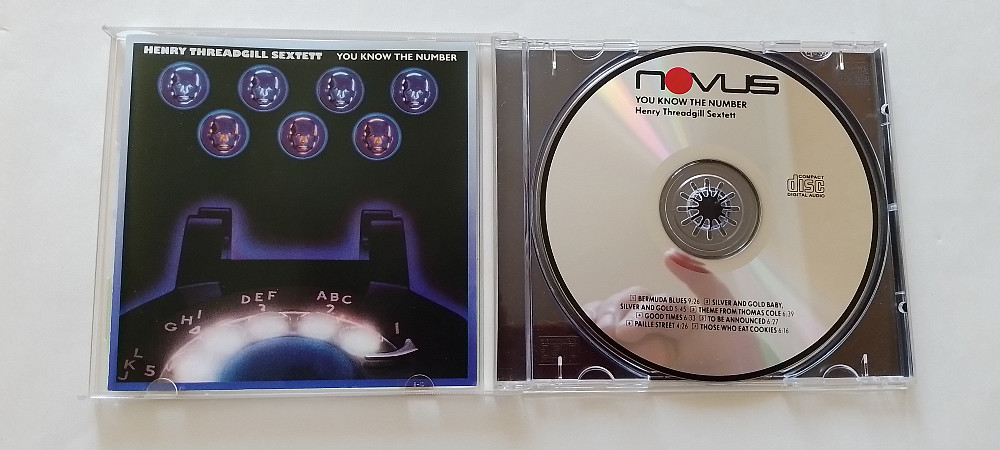 HENRY THREADGILL SEXTETT YOU KNOW THE NUMBER
DEF ABC
3 2
GHI 1
4
L
K
J 5 M
NOVUS
YOU KNOW THE NUMBER
Henry Threadgill Sextett
COMPACT
disc
DIGITAL AUDIO
1 BERMUDA BLUES 9:26 2 SILVER AND GOLD BABY,
SILVER AND GOLD 5:45 3 THEME FROM THOMAS COLE 6:39
4 GOOD TIMES 6:33 5 TO BE ANNOUNCED 6:27
6 PAILLE STREET 4:26 7 THOSE WHO EAT COOKIES 6:16